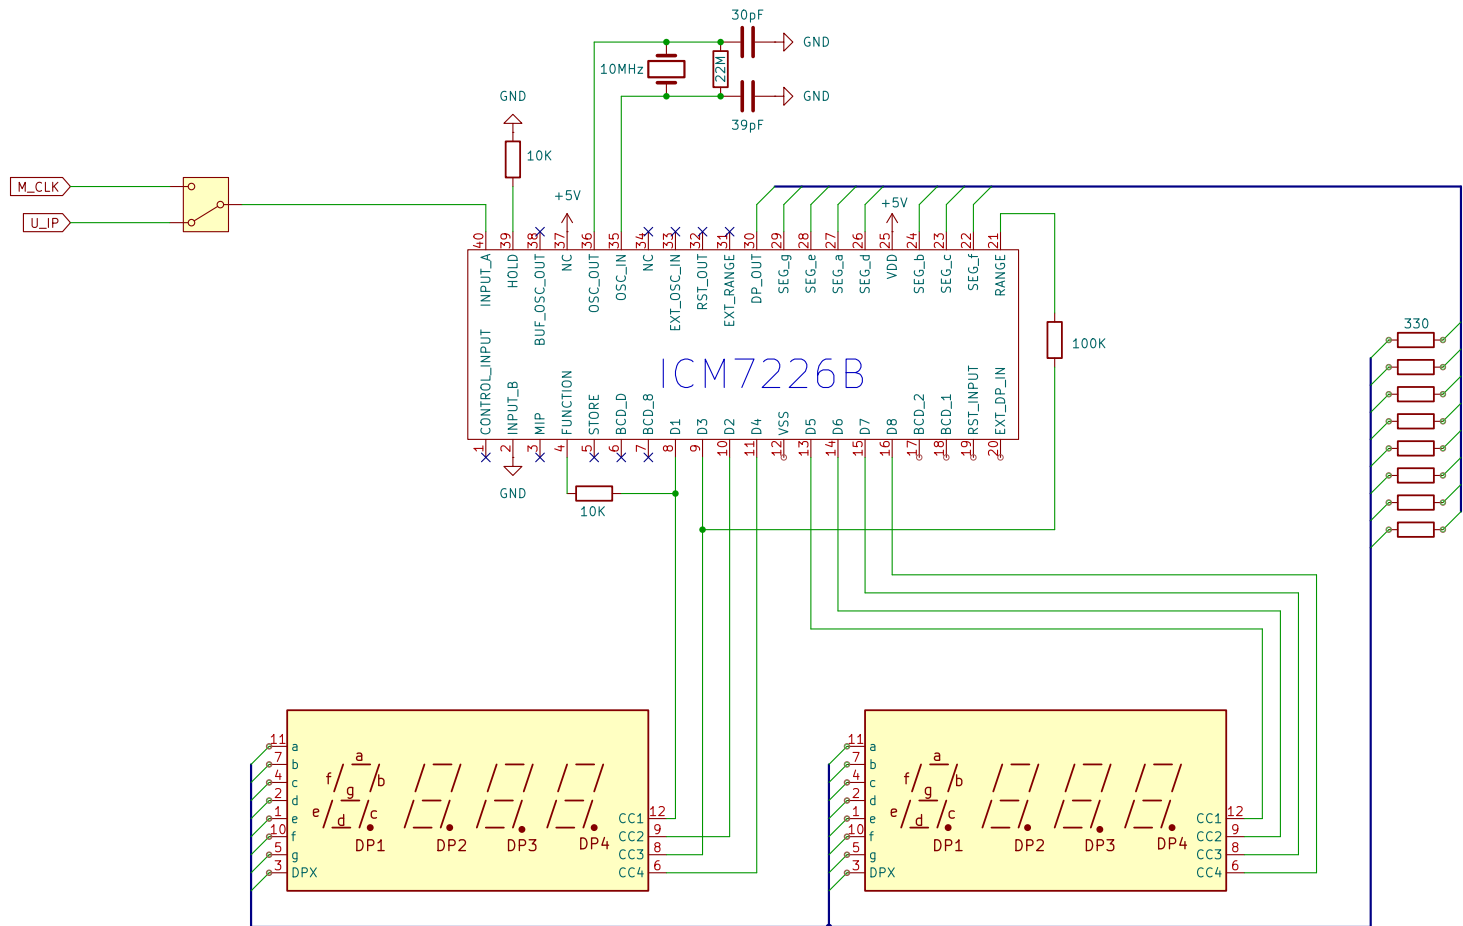 30pF
GND
10MHz
22M
GND
39pF
GND
10K
M_CLK
U_IP
+5V
+5V
40 39 38 37 36 35 34 33 32 31 30 29 28 27 26 25 24 23 22 21
INPUT_A
HOLD
BUF_OSC_OUT
NC
OSC_OUT
OSC_IN
NC
EXT_OSC_IN
RST_OUT
EXT_RANGE
DP_OUT
SEG_g
SEG_e
SEG_a
SEG_d
VDD
SEG_b
SEG_c
SEG_f
RANGE
ICM7226B
CONTROL_INPUT
INPUT_B
MIP
FUNCTION
STORE
BCD_D
BCD_8
D1
D3
D2
D4
VSS
D5
D6
D7
D8
BCD_2
BCD_1
RST_INPUT
EXT_DP_IN
1 2 3 4 5 6 7 8 9 10 11 12 13 14 15 16 17 18 19 20
GND
10K
100K
330
11 a
7 b
4 c
2 d
1 e
10 f
5 g
3 DPX
a
f
b
g
e
c
d
DP1
DP2
DP3
DP4
CC1 12
CC2 9
CC3 8
CC4 6
11 a
7 b
4 c
2 d
1 e
10 f
5 g
3 DPX
a
f
b
g
e
c
d
DP1
DP2
DP3
DP4
CC1 12
CC2 9
CC3 8
CC4 6